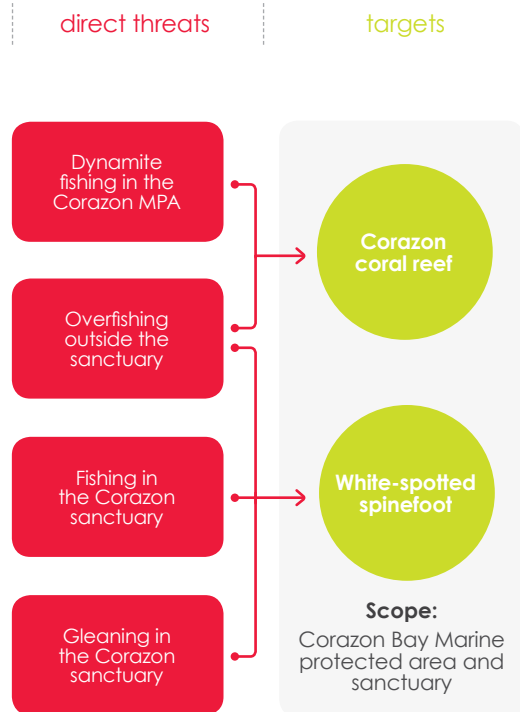 direct threats
targets
Dynamite
fishing in the
Corazon MPA
Corazon
coral reef
Overfishing
outside the
sanctuary
Fishing in
the Corazon
sanctuary
White-spotted
spinefoot
Gleaning in
the Corazon
sanctuary
Scope:
Corazon Bay Marine
protected area and
sanctuary